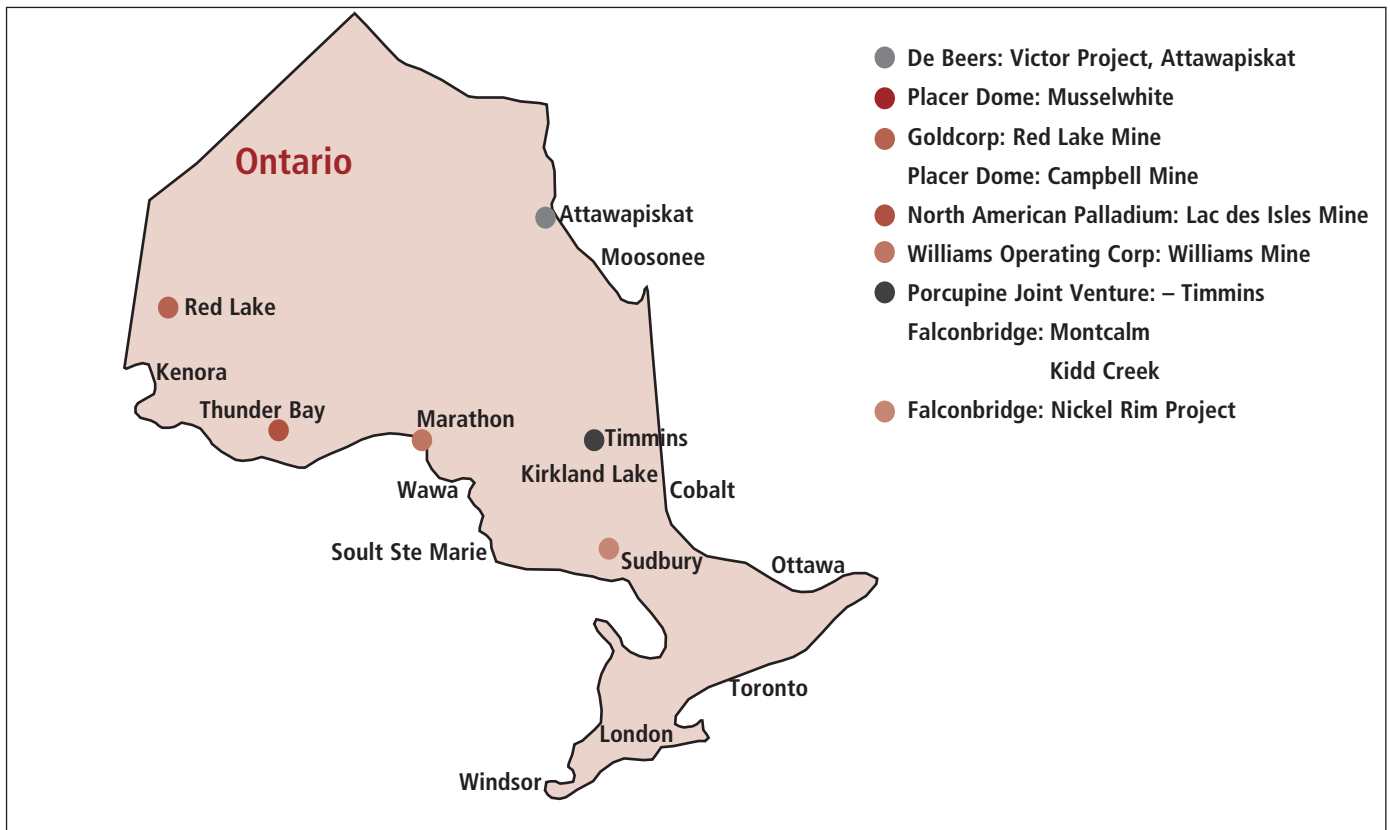 Ontario
Attawapiskat
Moosonee
Red Lake
Kenora
Thunder Bay
Marathon
Timmins
Kirkland Lake
Wawa
Cobalt
Soult Ste Marie
Sudbury
Ottawa
Toronto
London
Windsor
De Beers: Victor Project, Attawapiskat
Placer Dome: Musselwhite
Goldcorp: Red Lake Mine
Placer Dome: Campbell Mine
North American Palladium: Lac des Isles Mine
Williams Operating Corp: Williams Mine
Porcupine Joint Venture: – Timmins
Falconbridge: Montcalm
Kidd Creek
Falconbridge: Nickel Rim Project